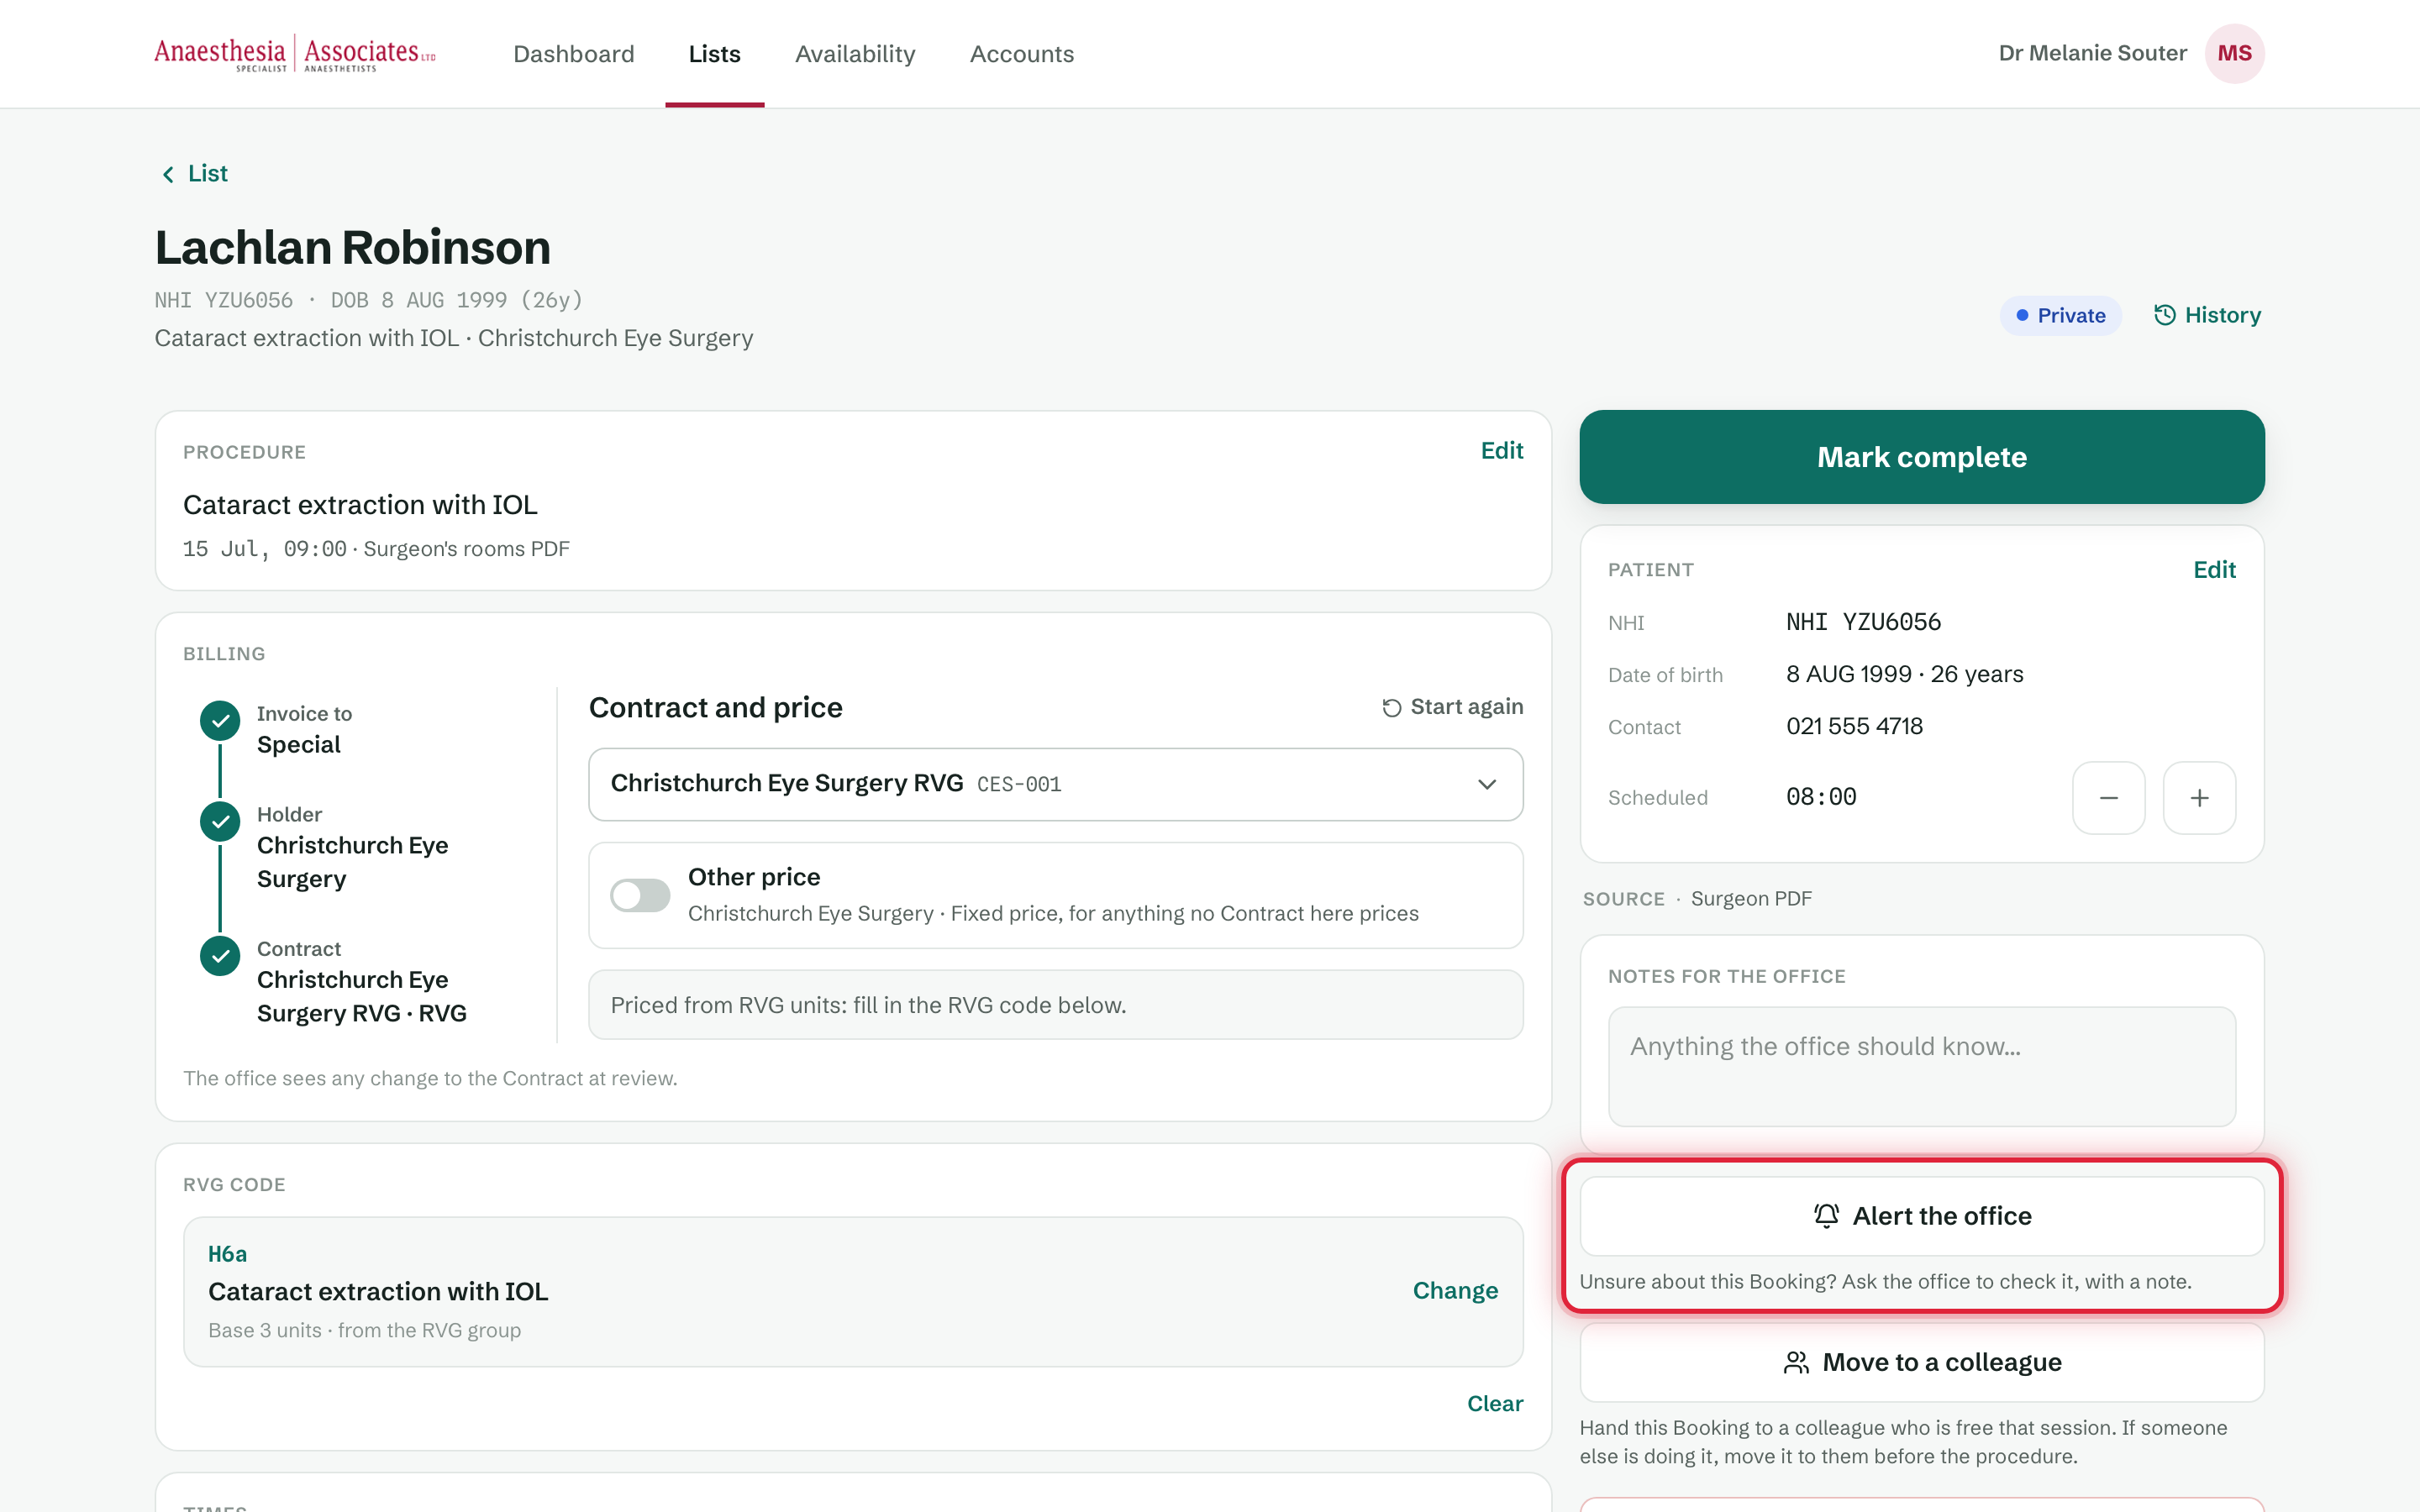 Anaesthesia Associates LTD
SPECIALIST ANAESTHETISTS
Dashboard
Lists
Availability
Accounts
Dr Melanie Souter
MS
List
Lachlan Robinson
NHI YZU6056 · DOB 8 AUG 1999 (26y)
Cataract extraction with IOL · Christchurch Eye Surgery
Private
History
PROCEDURE
Edit
Cataract extraction with IOL
15 Jul, 09:00 · Surgeon's rooms PDF
BILLING
Invoice to
Special
Holder
Christchurch Eye
Surgery
Contract
Christchurch Eye
Surgery RVG · RVG
Contract and price
Start again
Christchurch Eye Surgery RVG CES-001
Other price
Christchurch Eye Surgery · Fixed price, for anything no Contract here prices
Priced from RVG units: fill in the RVG code below.
The office sees any change to the Contract at review.
RVG CODE
H6a
Cataract extraction with IOL
Base 3 units · from the RVG group
Change
Clear
TIMES
Mark complete
PATIENT
Edit
NHI
NHI YZU6056
Date of birth
8 AUG 1999 · 26 years
Contact
021 555 4718
Scheduled
08:00
SOURCE · Surgeon PDF
NOTES FOR THE OFFICE
Anything the office should know...
Alert the office
Unsure about this Booking? Ask the office to check it, with a note.
Move to a colleague
Hand this Booking to a colleague who is free that session. If someone
else is doing it, move it to them before the procedure.